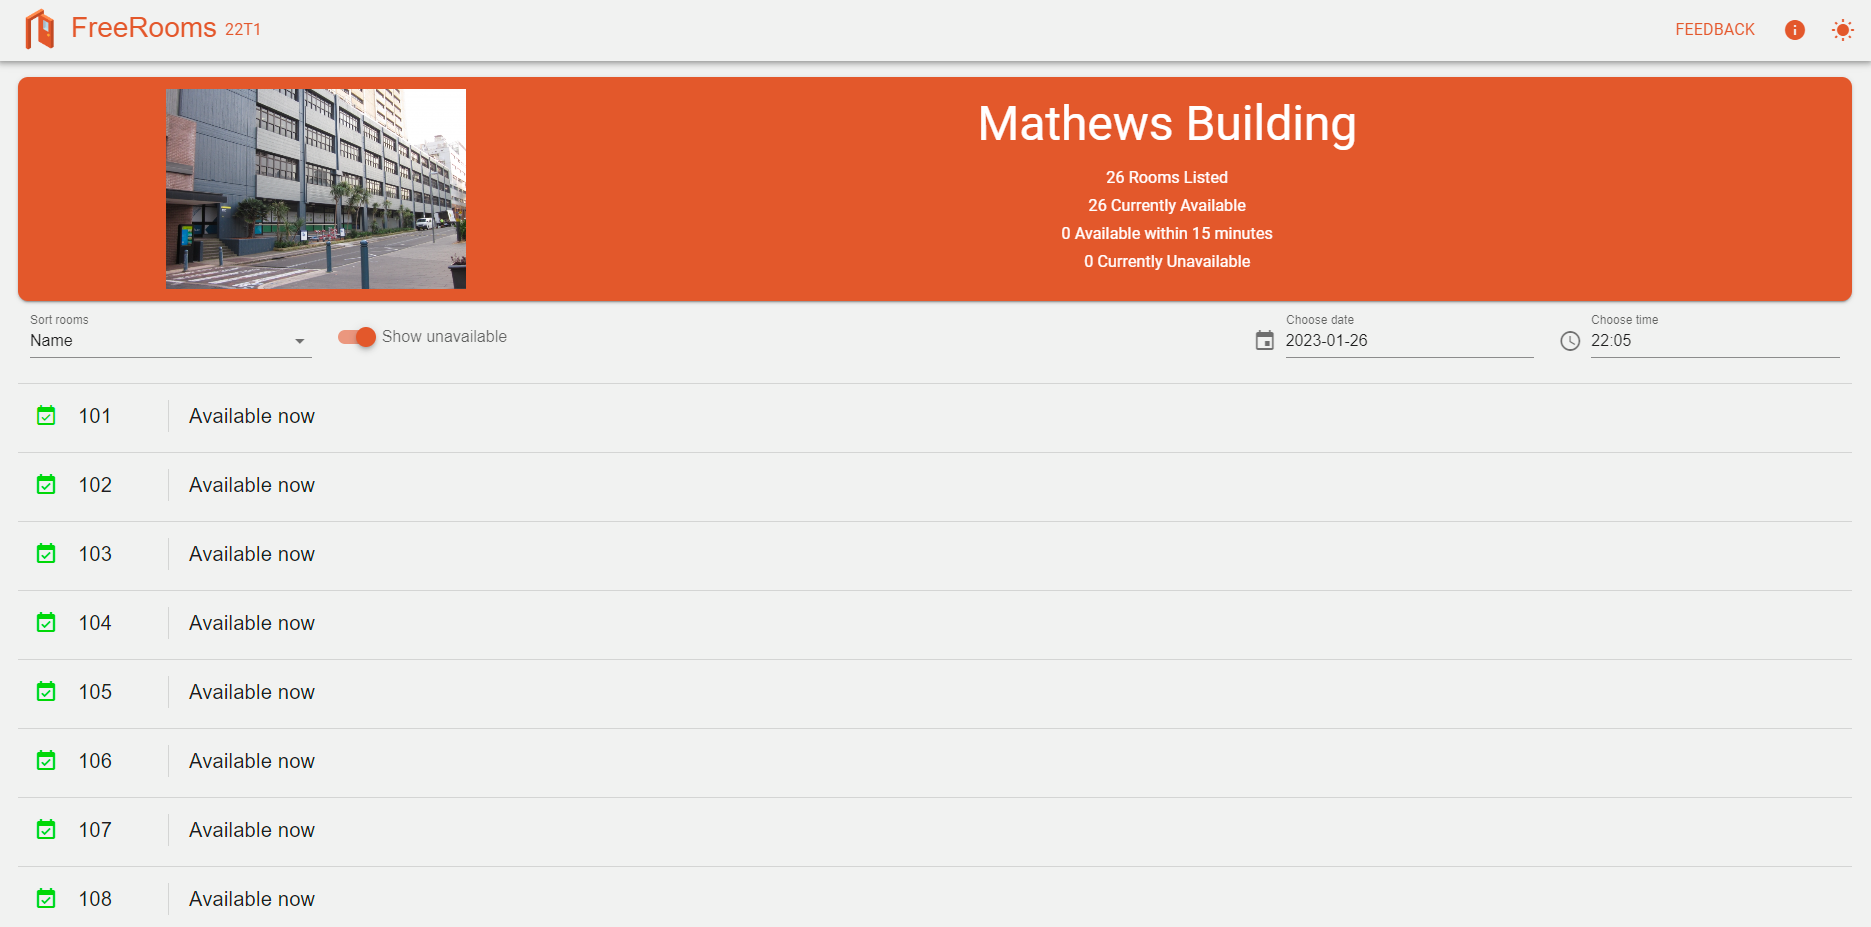 FreeRooms 22T1
FEEDBACK
Mathews Building
26 Rooms Listed
26 Currently Available
0 Available within 15 minutes
0 Currently Unavailable
Sort rooms
Name
Show unavailable
Choose date
2023-01-26
Choose time
22:05
101 Available now
102 Available now
103 Available now
104 Available now
105 Available now
106 Available now
107 Available now
108 Available now